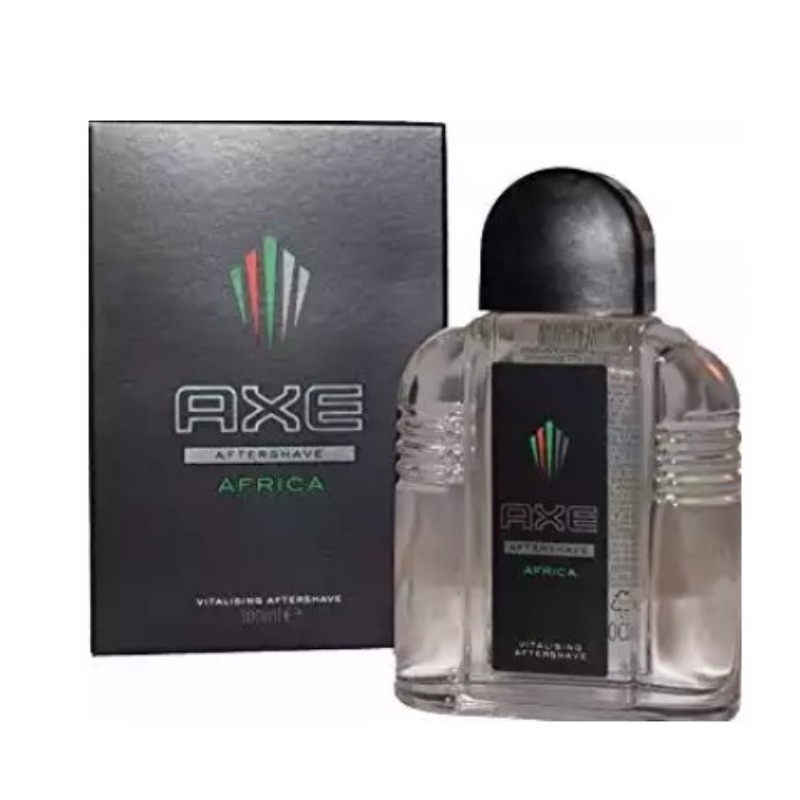 AXE
AFTERSHAVE
AFRICA
VITALISING AFTERSHAVE
100ml e
AXE
AFTERSHAVE
AFRICA
VITALISING
AFTERSHAVE